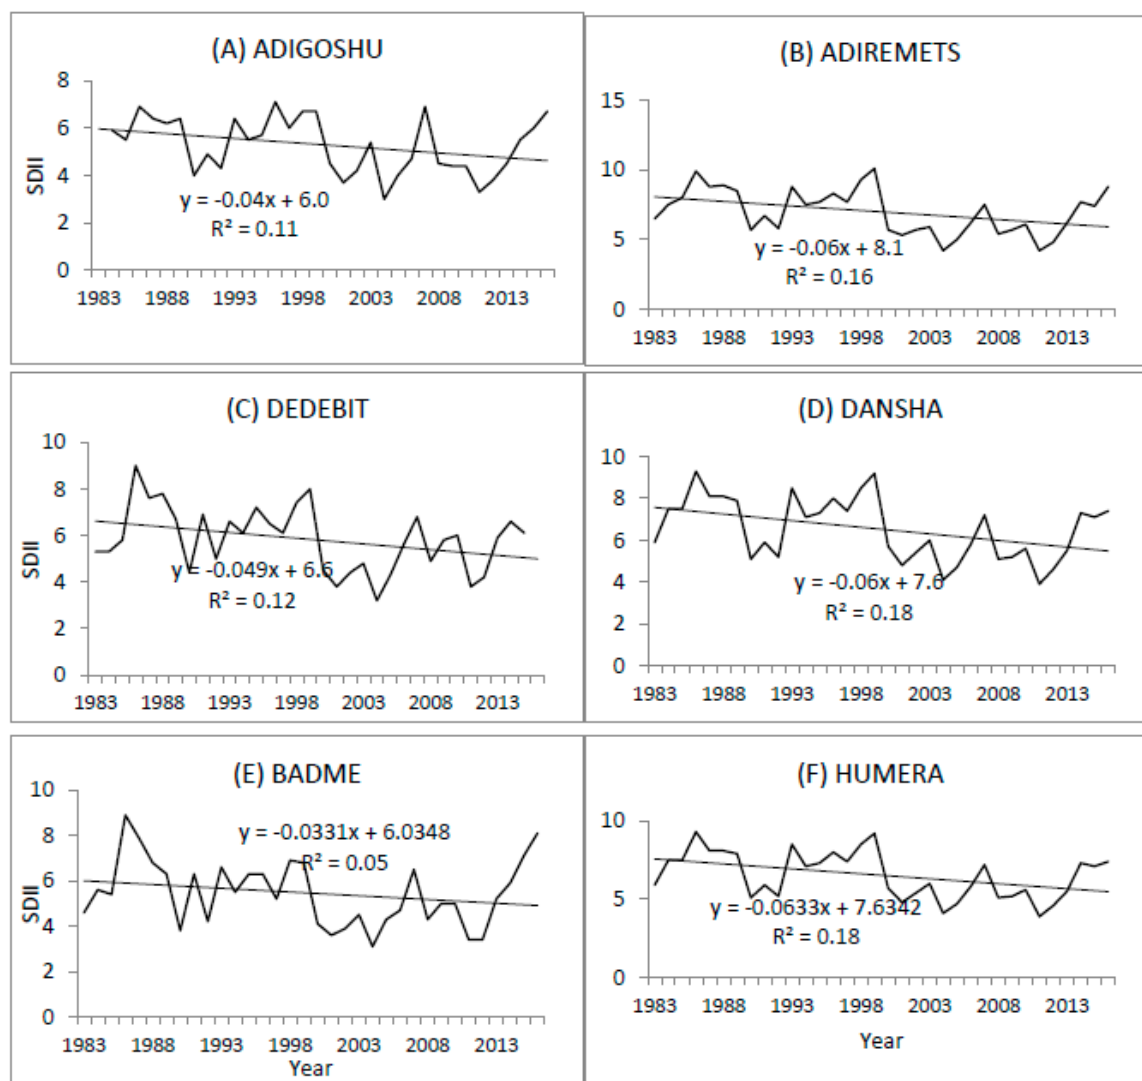 (A) ADIGOSHU
8
6
4
2
0
SDII
y = -0.04x + 6.0
R² = 0.11
1983 1988 1993 1998 2003 2008 2013
(B) ADIREMETS
15
10
5
0
y = -0.06x + 8.1
R² = 0.16
1983 1988 1993 1998 2003 2008 2013
(C) DEDEBIT
10
8
6
4
2
0
SDII
y = -0.049x + 6.6
R² = 0.12
1983 1988 1993 1998 2003 2008 2013
(D) DANSHA
10
8
6
4
2
0
y = -0.06x + 7.6
R² = 0.18
1983 1988 1993 1998 2003 2008 2013
(E) BADME
10
8
6
4
2
0
SDII
y = -0.0331x + 6.0348
R² = 0.05
1983 1988 1993 1998 2003 2008 2013
Year
(F) HUMERA
10
5
0
y = -0.0633x + 7.6342
R² = 0.18
1983 1988 1993 1998 2003 2008 2013
Year